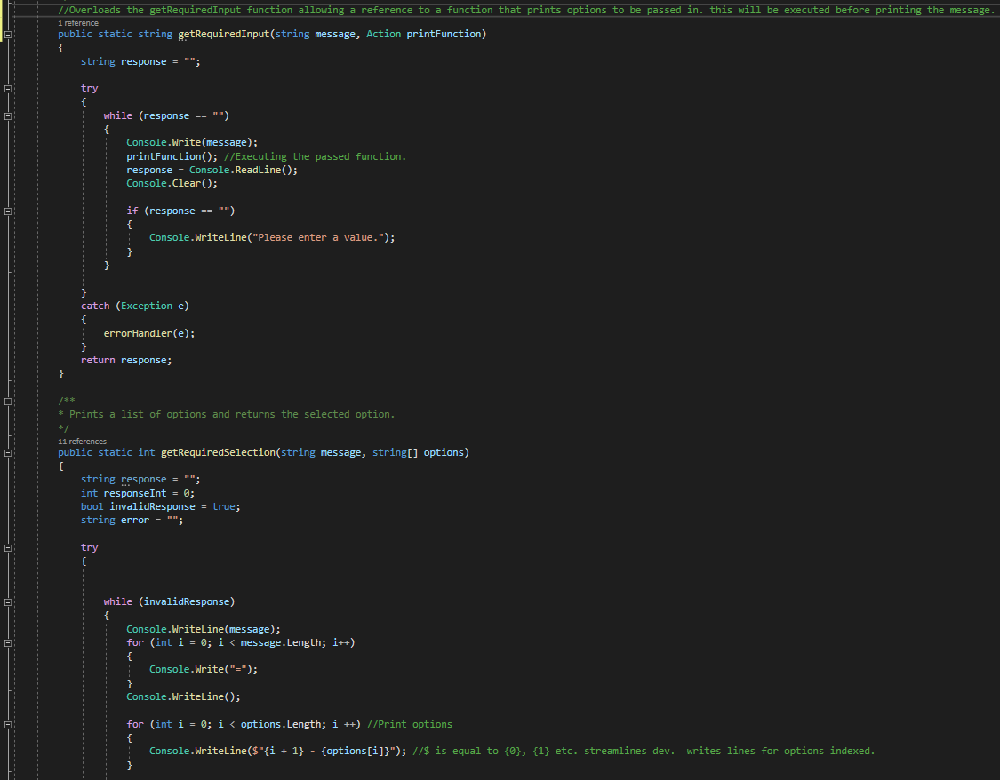 //Overloads the getRequiredInput function allowing a reference to a function that prints options to be passed in. this will be executed before printing the message.
1 reference
public static string getRequiredInput(string message, Action printFunction)
{
string response = "";
try
{
while (response == "")
{
Console.Write(message);
printFunction(); //Executing the passed function.
response = Console.ReadLine();
Console.Clear();
if (response == "")
{
Console.WriteLine("Please enter a value.");
}
}
}
catch (Exception e)
{
errorHandler(e);
}
return response;
}
/**
* Prints a list of options and returns the selected option.
*/
11 references
public static int getRequiredSelection(string message, string[] options)
{
string response = "";
int responseInt = 0;
bool invalidResponse = true;
string error = "";
try
{
while (invalidResponse)
{
Console.WriteLine(message);
for (int i = 0; i < message.Length; i++)
{
Console.Write("=");
}
Console.WriteLine();
for (int i = 0; i < options.Length; i ++) //Print options
{
Console.WriteLine($"{i + 1} - {options[i]}"); //$ is equal to {0}, {1} etc. streamlines dev.  writes lines for options indexed.
}